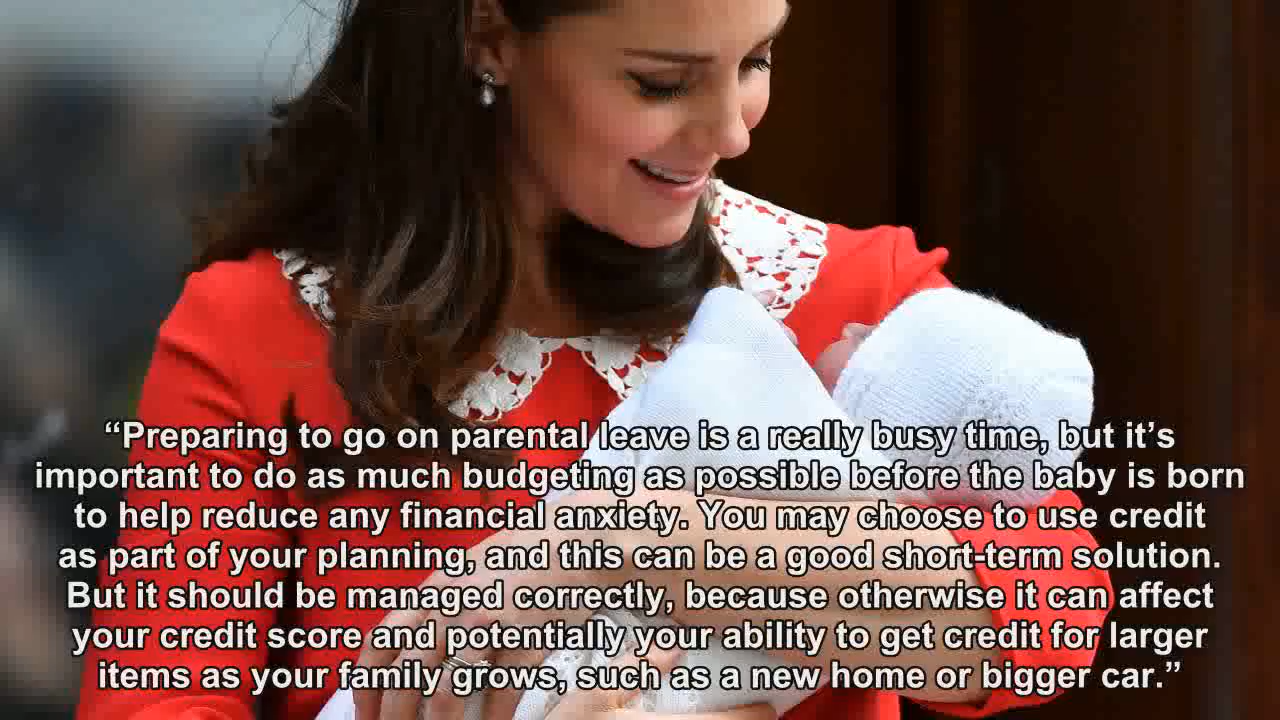 “Preparing to go on parental leave is a really busy time, but it’s
important to do as much budgeting as possible before the baby is born
to help reduce any financial anxiety. You may choose to use credit
as part of your planning, and this can be a good short-term solution.
But it should be managed correctly, because otherwise it can affect
your credit score and potentially your ability to get credit for larger
items as your family grows, such as a new home or bigger car.”